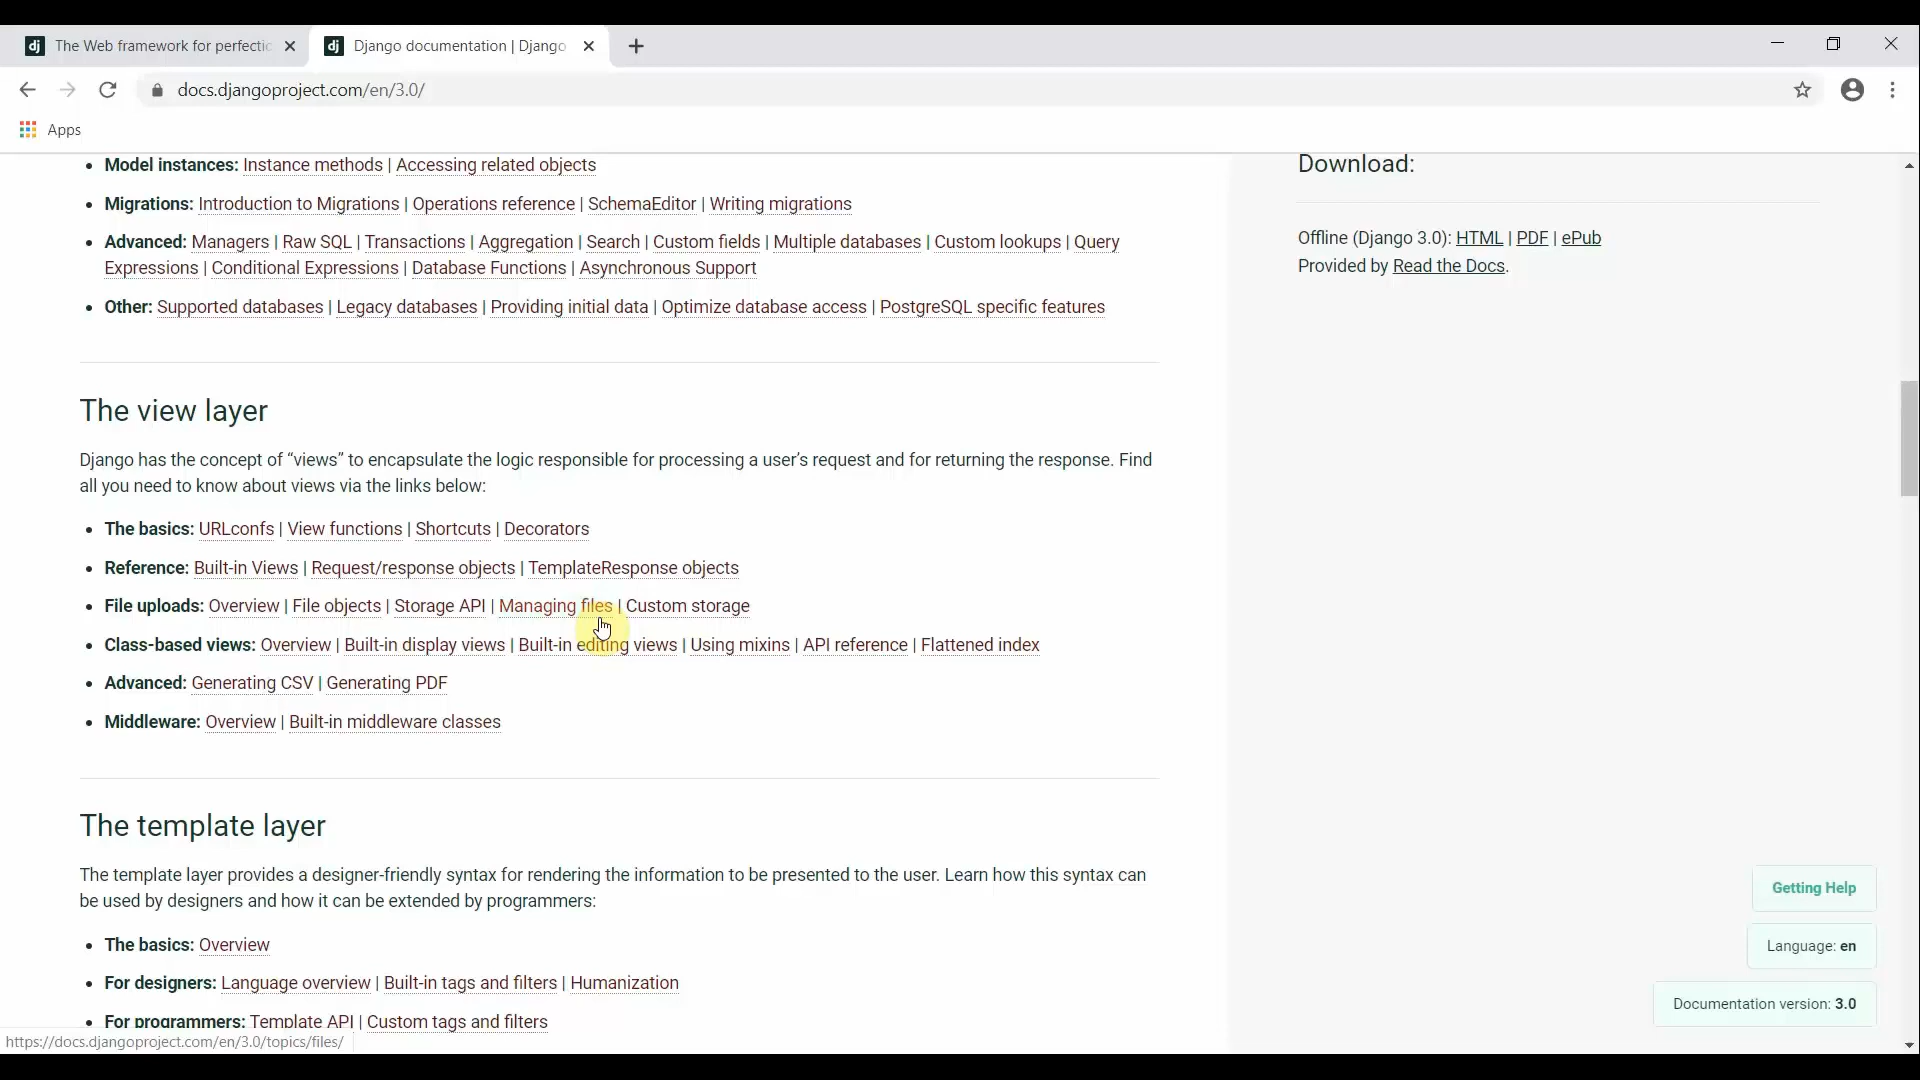 The Web framework for perfectic
Django documentation | Django
docs.djangoproject.com/en/3.0/
Apps
Model instances: Instance methods | Accessing related objects
Migrations: Introduction to Migrations | Operations reference | SchemaEditor | Writing migrations
Advanced: Managers | Raw SQL | Transactions | Aggregation | Search | Custom fields | Multiple databases | Custom lookups | Query
Expressions | Conditional Expressions | Database Functions | Asynchronous Support
Other: Supported databases | Legacy databases | Providing initial data | Optimize database access | PostgreSQL specific features
Download:
Offline (Django 3.0): HTML | PDF | ePub
Provided by Read the Docs.
The view layer
Django has the concept of “views” to encapsulate the logic responsible for processing a user’s request and for returning the response. Find
all you need to know about views via the links below:
The basics: URLconfs | View functions | Shortcuts | Decorators
Reference: Built-in Views | Request/response objects | TemplateResponse objects
File uploads: Overview | File objects | Storage API | Managing files | Custom storage
Class-based views: Overview | Built-in display views | Built-in editing views | Using mixins | API reference | Flattened index
Advanced: Generating CSV | Generating PDF
Middleware: Overview | Built-in middleware classes
The template layer
The template layer provides a designer-friendly syntax for rendering the information to be presented to the user. Learn how this syntax can
be used by designers and how it can be extended by programmers:
The basics: Overview
For designers: Language overview | Built-in tags and filters | Humanization
For programmers: Template API | Custom tags and filters
https://docs.djangoproject.com/en/3.0/topics/files/
Getting Help
Language: en
Documentation version: 3.0